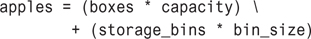 apples = (boxes * capacity) \
+ (storage_bins * bin_size)